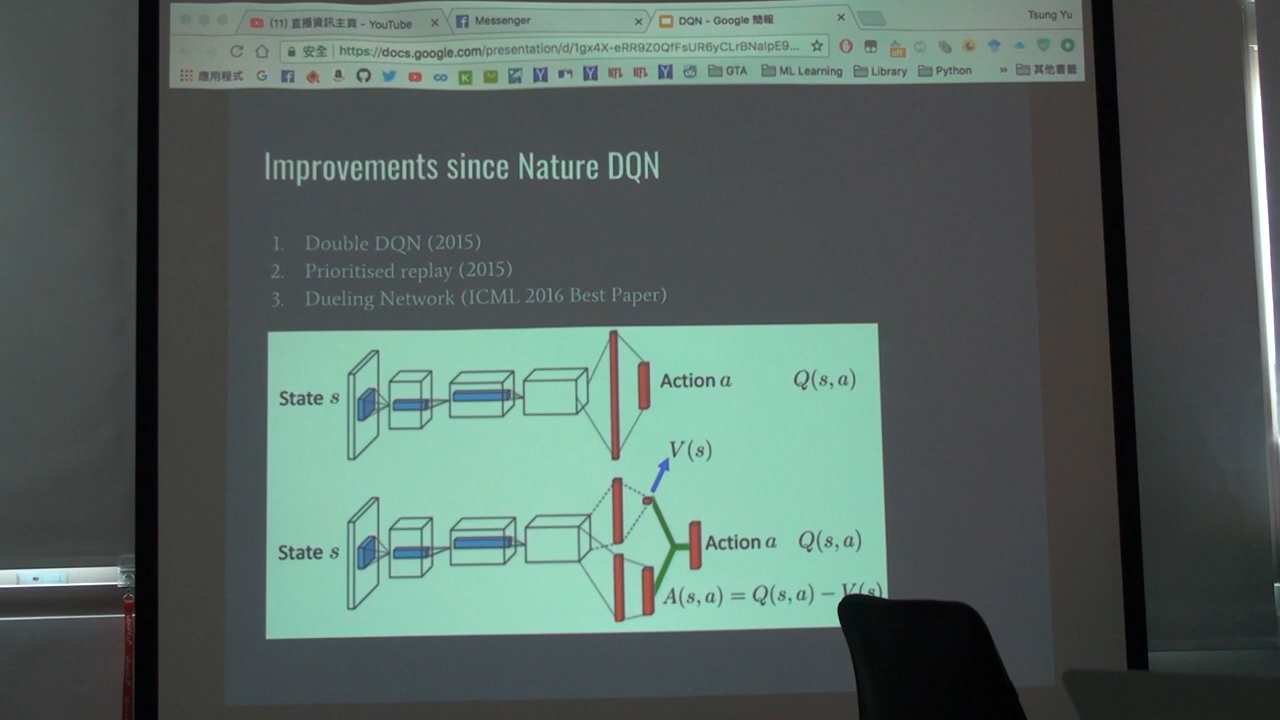 (11) 直播資訊主頁 - YouTube
Messenger
DQN - Google 簡報
Tsung Yu
安全 https://docs.google.com/presentation/d/1gx4X-eRR9Z0QfFsUR6yCLrBNaIpE9...
應用程式 GTA ML Learning Library Python » 其他書籤
Improvements since Nature DQN
1. Double DQN (2015)
2. Prioritised replay (2015)
3. Dueling Network (ICML 2016 Best Paper)
State s Action a Q(s, a)
V(s)
State s Action a Q(s, a)
A(s, a) = Q(s, a) − V(s)